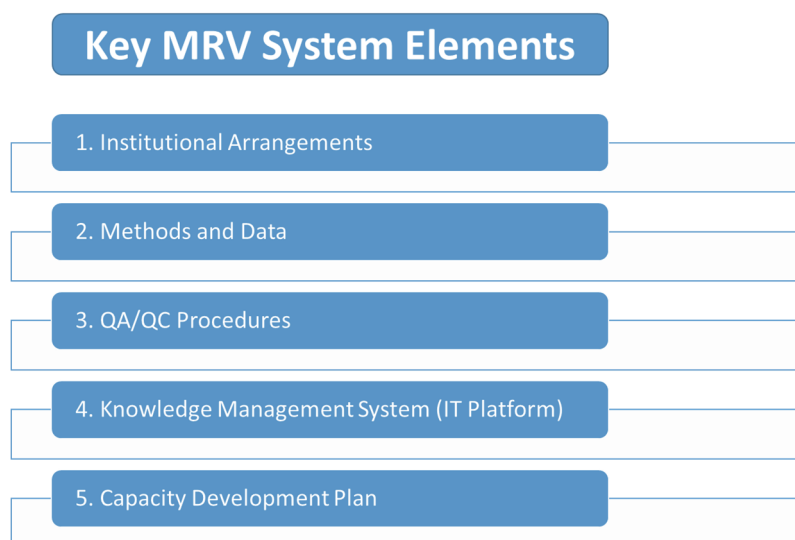 Key MRV System Elements
1. Institutional Arrangements
2. Methods and Data
3. QA/QC Procedures
4. Knowledge Management System (IT Platform)
5. Capacity Development Plan